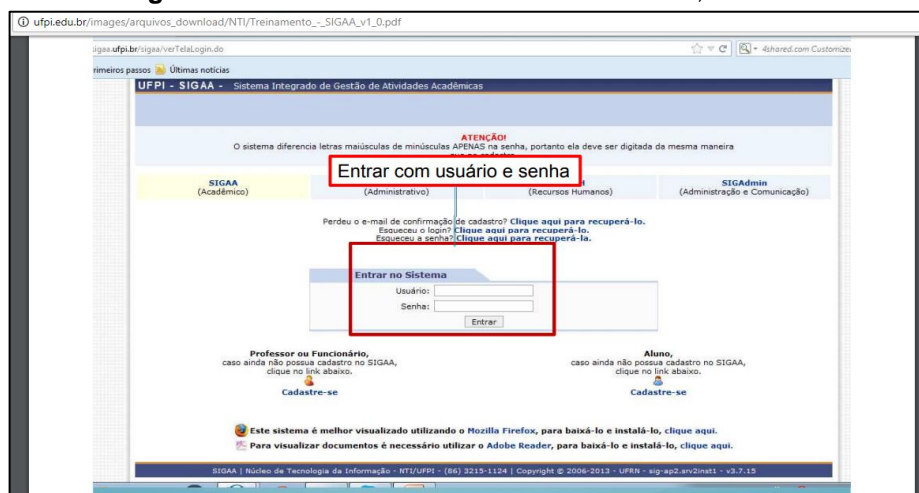 ufpi.edu.br/images/arquivos_download/NTI/Treinamento_-_SIGAA_v1_0.pdf
sigaa.ufpi.br/sigaa/verTelaLogin.do
4shared.com Customize
rimeiros passos Últimas notícias
UFPI - SIGAA - Sistema Integrado de Gestão de Atividades Acadêmicas
ATENÇÃO!
O sistema diferencia letras maiúsculas de minúsculas APENAS na senha, portanto ela deve ser digitada da mesma maneira
Entrar com usuário e senha
SIGAA
(Acadêmico)
(Administrativo)
(Recursos Humanos)
SIGAdmin
(Administração e Comunicação)
Perdeu o e-mail de confirmação de cadastro? Clique aqui para recuperá-lo.
Esqueceu o login? Clique aqui para recuperá-lo.
Esqueceu a senha? Clique aqui para recuperá-la.
Entrar no Sistema
Usuário:
Senha:
Entrar
Professor ou Funcionário,
caso ainda não possua cadastro no SIGAA,
clique no link abaixo.
Cadastre-se
Aluno,
caso ainda não possua cadastro no SIGAA,
clique no link abaixo.
Cadastre-se
Este sistema é melhor visualizado utilizando o Mozilla Firefox, para baixá-lo e instalá-lo, clique aqui.
Para visualizar documentos é necessário utilizar o Adobe Reader, para baixá-lo e instalá-lo, clique aqui.
SIGAA | Núcleo de Tecnologia da Informação - NTI/UFPI - (86) 3215-1124 | Copyright © 2006-2013 - UFRN - sig-ap2.srv2inst1 - v3.7.15